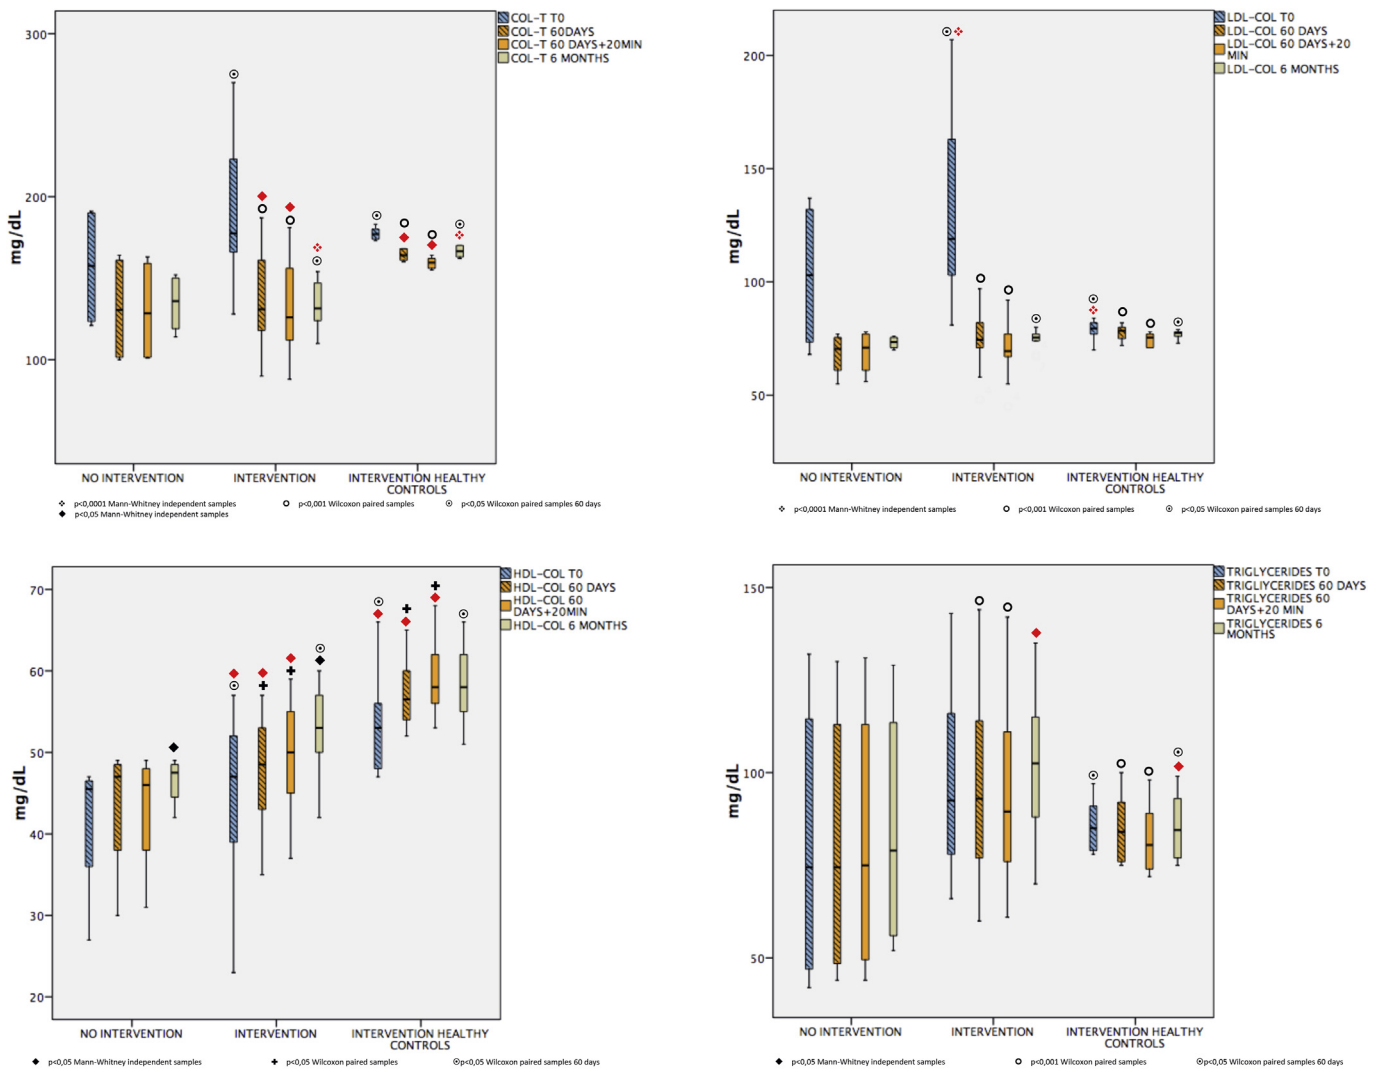 COL-T T0
COL-T 60DAYS
COL-T 60 DAYS+20MIN
COL-T 6 MONTHS
300
200
100
mg/dL
NO INTERVENTION
INTERVENTION
INTERVENTION HEALTHY
CONTROLS
p<0,0001 Mann-Whitney independent samples
p<0,001 Wilcoxon paired samples
p<0,05 Wilcoxon paired samples 60 days
p<0,05 Mann-Whitney independent samples
LDL-COL T0
LDL-COL 60 DAYS
LDL-COL 60 DAYS+20
MIN
LDL-COL 6 MONTHS
200
150
100
50
mg/dL
NO INTERVENTION
INTERVENTION
INTERVENTION HEALTHY
CONTROLS
p<0,0001 Mann-Whitney independent samples
p<0,001 Wilcoxon paired samples
p<0,05 Wilcoxon paired samples 60 days
HDL-COL T0
HDL-COL 60 DAYS
HDL-COL 60
DAYS+20MIN
HDL-COL 6 MONTHS
70
60
50
40
30
20
mg/dL
NO INTERVENTION
INTERVENTION
INTERVENTION HEALTHY
CONTROLS
p<0,05 Mann-Whitney independent samples
p<0,05 Wilcoxon paired samples
p<0,05 Wilcoxon paired samples 60 days
TRIGLYCERIDES T0
TRIGLIYCERIDES 60 DAYS
TRIGLYCERIDES 60
DAYS+20 MIN
TRIGLYCERIDES 6
MONTHS
150
100
50
mg/dL
NO INTERVENTION
INTERVENTION
INTERVENTION HEALTHY
CONTROLS
p<0,05 Mann-Whitney independent samples
p<0,001 Wilcoxon paired samples
p<0,05 Wilcoxon paired samples 60 days